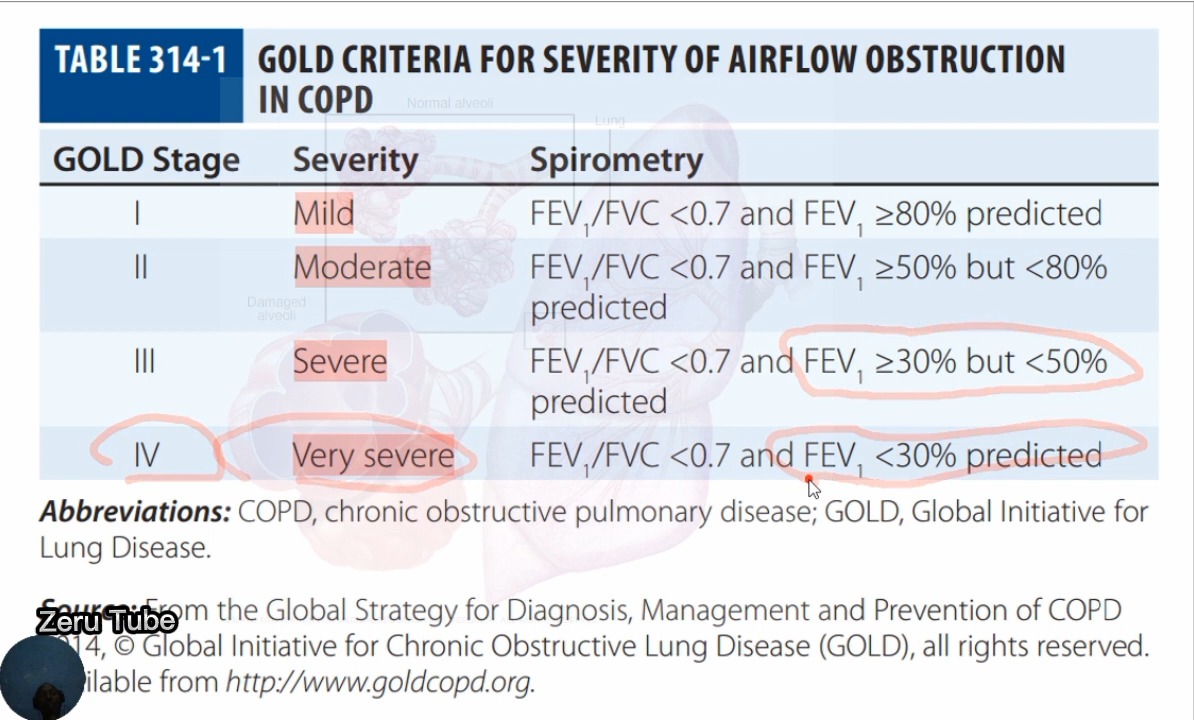 TABLE 314-1 GOLD CRITERIA FOR SEVERITY OF AIRFLOW OBSTRUCTION
IN COPD
Normal alveoli
Lung
GOLD Stage Severity Spirometry
I Mild FEV₁/FVC <0.7 and FEV₁ ≥80% predicted
II Moderate FEV₁/FVC <0.7 and FEV₁ ≥50% but <80%
predicted
Damaged
alveoli
III Severe FEV₁/FVC <0.7 and FEV₁ ≥30% but <50%
predicted
IV Very severe FEV₁/FVC <0.7 and FEV₁ <30% predicted
Abbreviations: COPD, chronic obstructive pulmonary disease; GOLD, Global Initiative for
Lung Disease.
Source: From the Global Strategy for Diagnosis, Management and Prevention of COPD
Zeru Tube
14, © Global Initiative for Chronic Obstructive Lung Disease (GOLD), all rights reserved.
ilable from http://www.goldcopd.org.